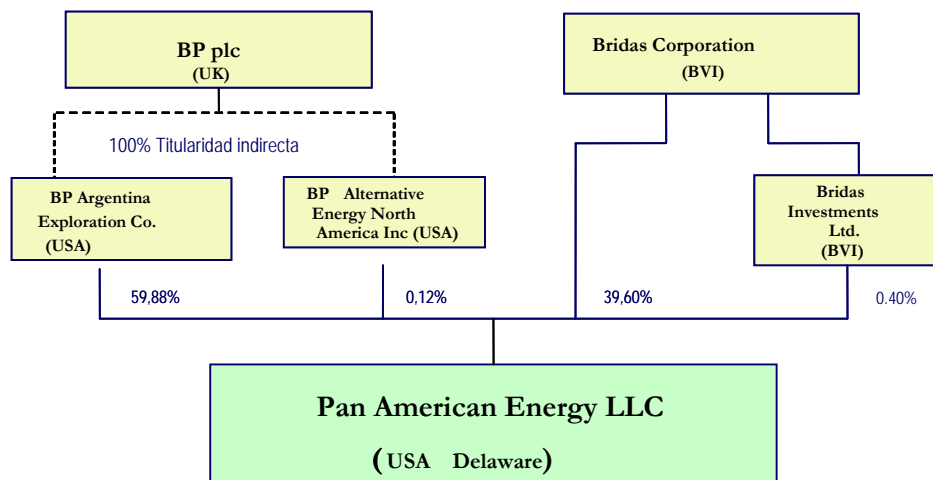 BP plc
(UK)
Bridas Corporation
(BVI)
100% Titularidad indirecta
BP Argentina
Exploration Co.
(USA)
BP Alternative
Energy North
America Inc (USA)
Bridas
Investments
Ltd.
(BVI)
59,88%
0,12%
39,60%
0.40%
Pan American Energy LLC
(USA Delaware)